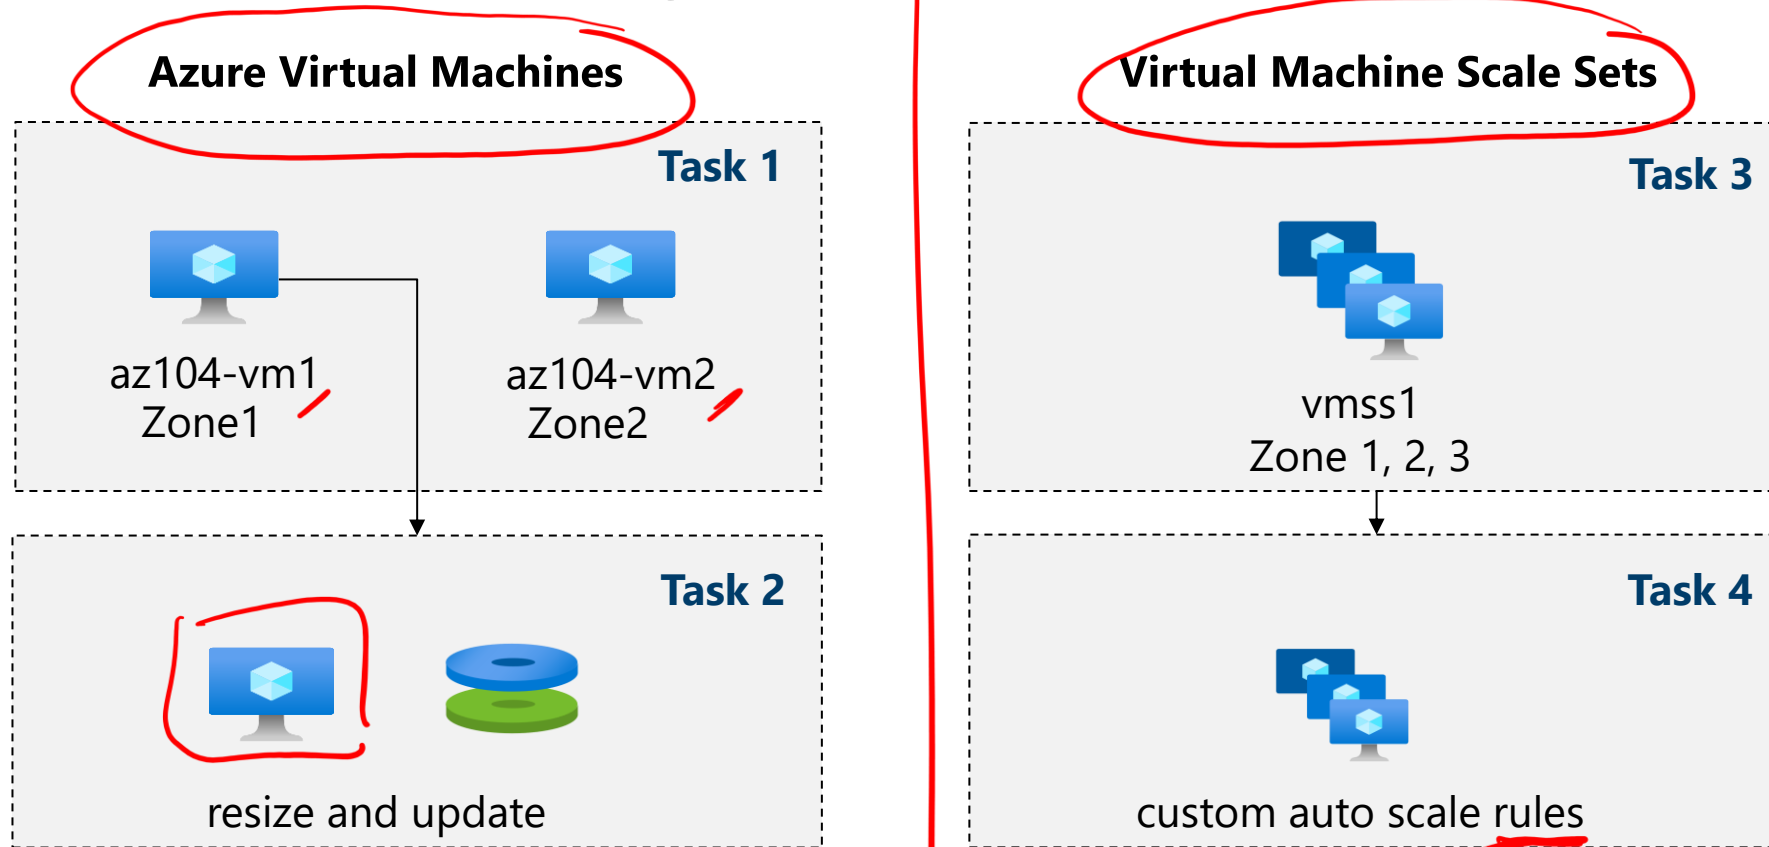 Azure Virtual Machines
Task 1
az104-vm1
Zone1
az104-vm2
Zone2
Task 2
resize and update
Virtual Machine Scale Sets
Task 3
vmss1
Zone 1, 2, 3
Task 4
custom auto scale rules